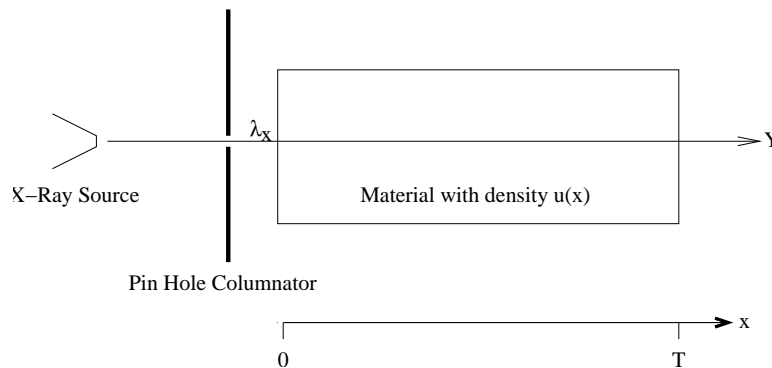 λx
Y
X−Ray Source
Material with density u(x)
Pin Hole Columnator
x
0
T